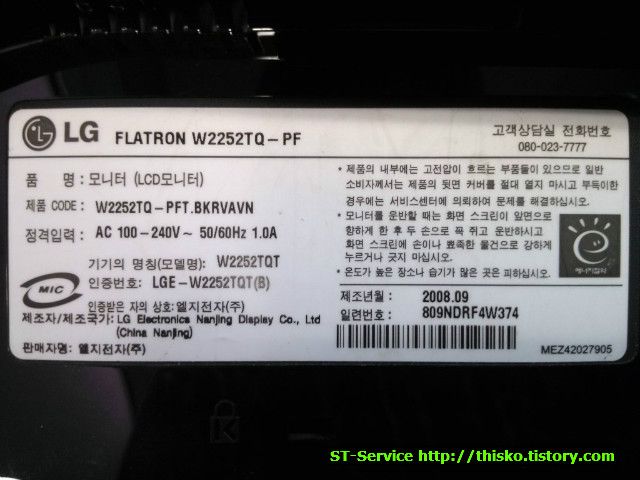 LG FLATRON W2252TQ-PF
고객상담실 전화번호
080-023-7777
품 명 : 모니터 (LCD모니터)
제품 CODE : W2252TQ-PFT.BKRVAVN
정격입력 : AC 100-240V~ 50/60Hz 1.0A
기기의 명칭(모델명): W2252TQT
MIC
인증번호: LGE-W2252TQT(B)
인증받은 자의 상호: 엘지전자(주)
제조자/제조국가: LG Electronics Nanjing Display Co., Ltd
(China Nanjing)
판매자명: 엘지전자(주)
* 제품의 내부에는 고전압이 흐르는 부품들이 있으므로 일반
소비자께서는 제품의 뒷면 커버를 절대 열지 마시고 부득이한
경우에는 서비스센터에 의뢰하여 문제를 해결하십시오.
* 모니터를 운반할 때는 화면 스크린이 앞면으로
향하게 한 후 두 손으로 꽉 쥐고 운반하시고
화면 스크린에 손이나 뾰족한 물건으로 강하게
누르거나 긁지 마십시오.
* 온도가 높은 장소나 습기가 많은 곳은 피하십시오.
에너지절약
제조년월 : 2008.09
일련번호 : 809NDRF4W374
MEZ42027905
ST-Service http://thisko.tistory.com